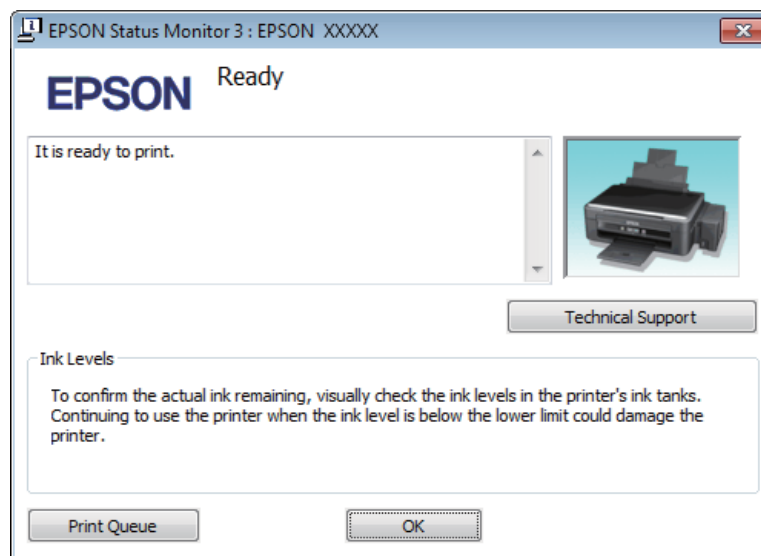 EPSON Status Monitor 3 : EPSON XXXXX
EPSON
Ready
It is ready to print.
Technical Support
Ink Levels
To confirm the actual ink remaining, visually check the ink levels in the printer's ink tanks.
Continuing to use the printer when the ink level is below the lower limit could damage the
printer.
Print Queue
OK